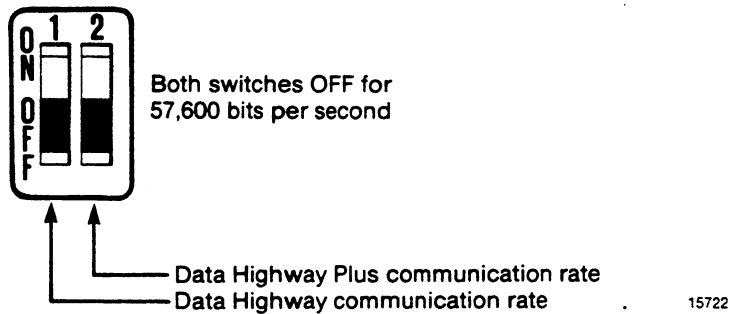 1 2
ON
OFF
Both switches OFF for
57,600 bits per second
Data Highway Plus communication rate
Data Highway communication rate
15722